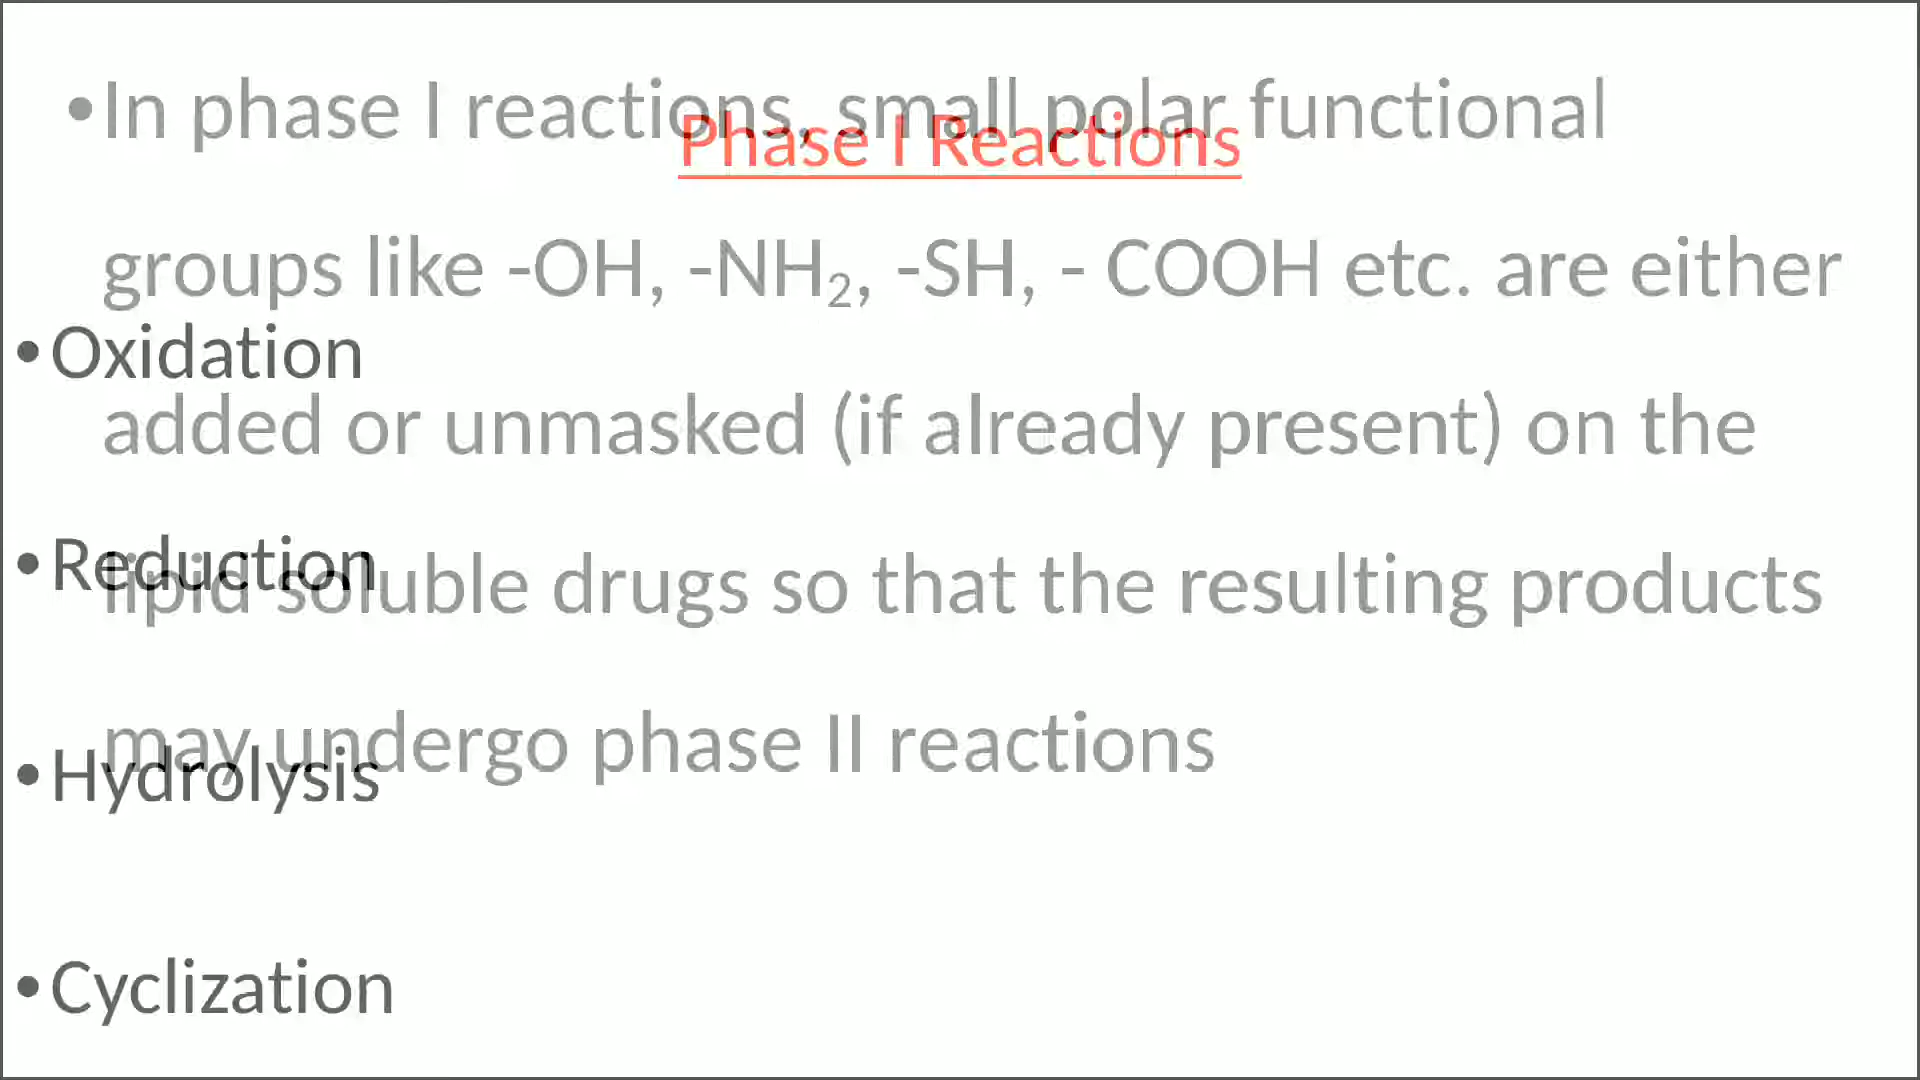 • In phase I reactions, small polar functional
groups like -OH, -NH₂, -SH, - COOH etc. are either
added or unmasked (if already present) on the
lipid soluble drugs so that the resulting products
may undergo phase II reactions
Phase I Reactions
• Oxidation
• Reduction
• Hydrolysis
• Cyclization